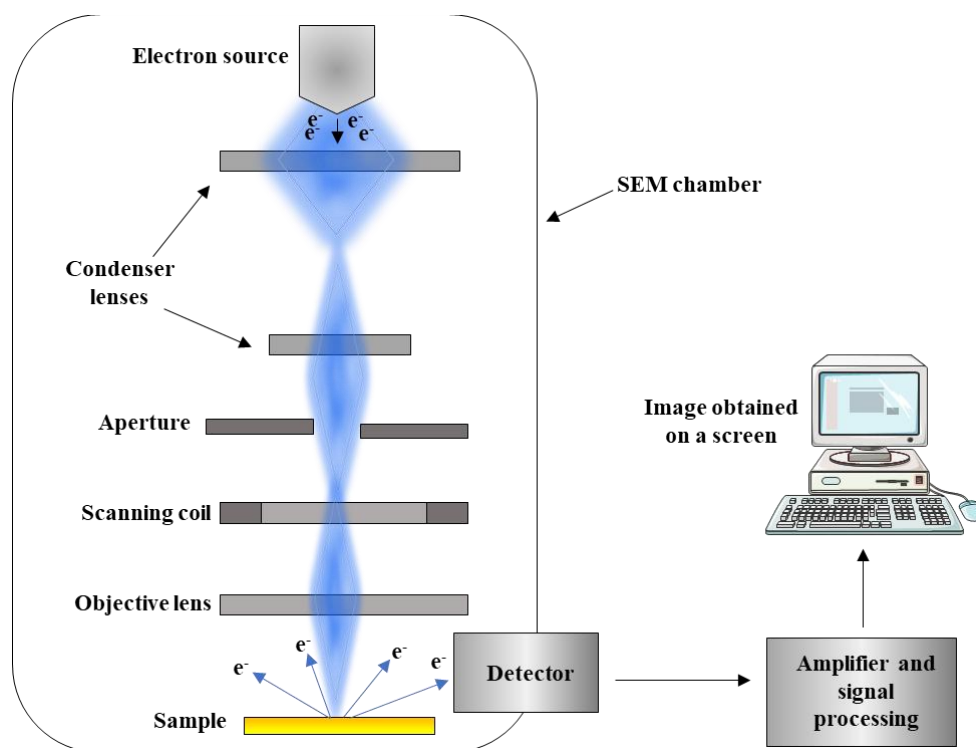 Electron source
e⁻ e⁻
e⁻ e⁻
SEM chamber
Condenser
lenses
Aperture
Image obtained
on a screen
Scanning coil
Objective lens
e⁻ e⁻ e⁻ e⁻
Detector
Amplifier and
signal
processing
Sample